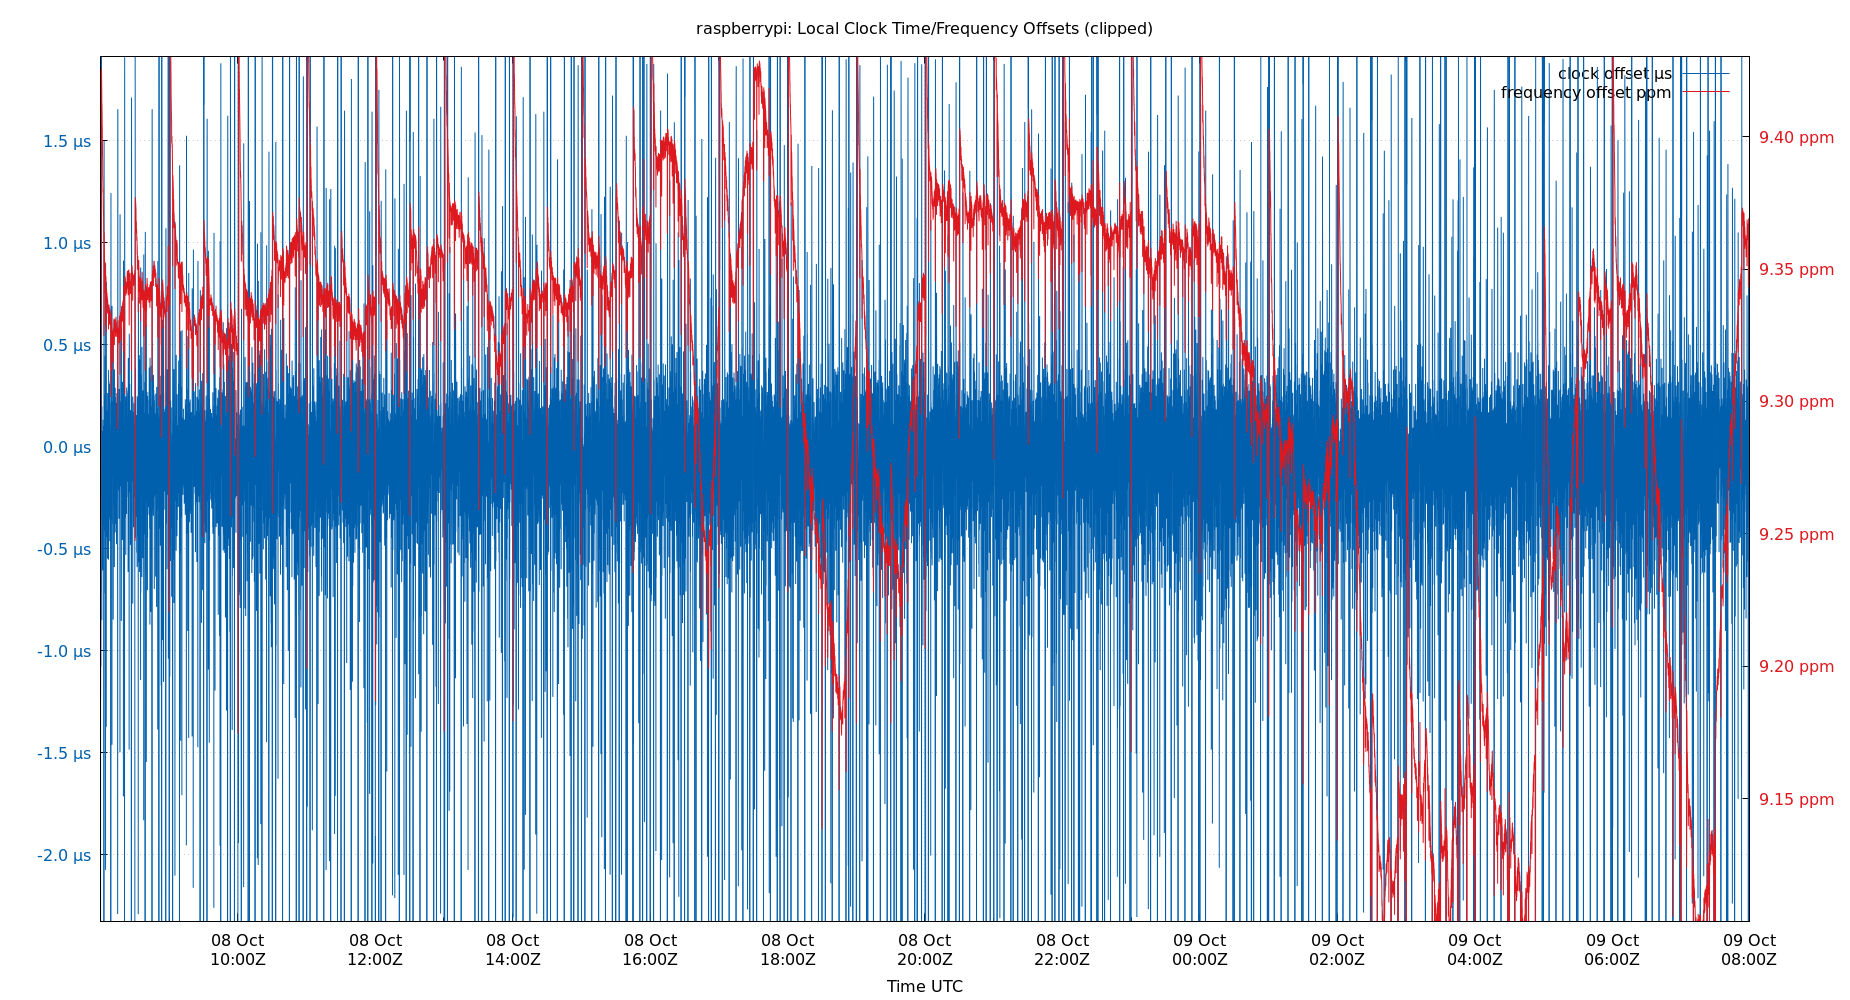 raspberrypi: Local Clock Time/Frequency Offsets (clipped)
clock offset µs
frequency offset ppm
1.5 µs
1.0 µs
0.5 µs
0.0 µs
-0.5 µs
-1.0 µs
-1.5 µs
-2.0 µs
9.40 ppm
9.35 ppm
9.30 ppm
9.25 ppm
9.20 ppm
9.15 ppm
08 Oct 08 Oct 08 Oct 08 Oct 08 Oct 08 Oct 08 Oct 09 Oct 09 Oct 09 Oct 09 Oct 09 Oct
10:00Z 12:00Z 14:00Z 16:00Z 18:00Z 20:00Z 22:00Z 00:00Z 02:00Z 04:00Z 06:00Z 08:00Z
Time UTC